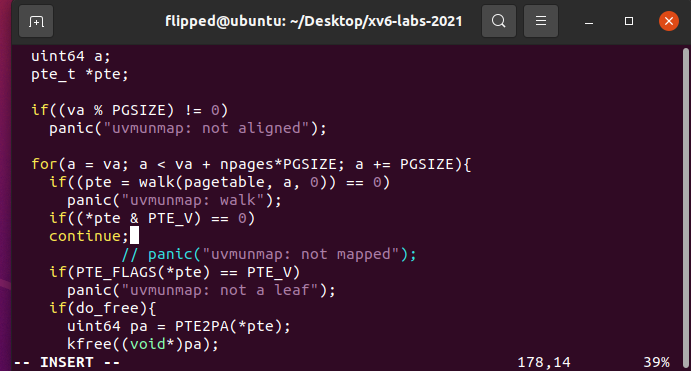 flipped@ubuntu: ~/Desktop/xv6-labs-2021
uint64 a;
pte_t *pte;
if((va % PGSIZE) != 0)
panic("uvmunmap: not aligned");
for(a = va; a < va + npages*PGSIZE; a += PGSIZE){
if((pte = walk(pagetable, a, 0)) == 0)
panic("uvmunmap: walk");
if((*pte & PTE_V) == 0)
continue;
// panic("uvmunmap: not mapped");
if(PTE_FLAGS(*pte) == PTE_V)
panic("uvmunmap: not a leaf");
if(do_free){
uint64 pa = PTE2PA(*pte);
kfree((void*)pa);
-- INSERT -- 178,14 39%